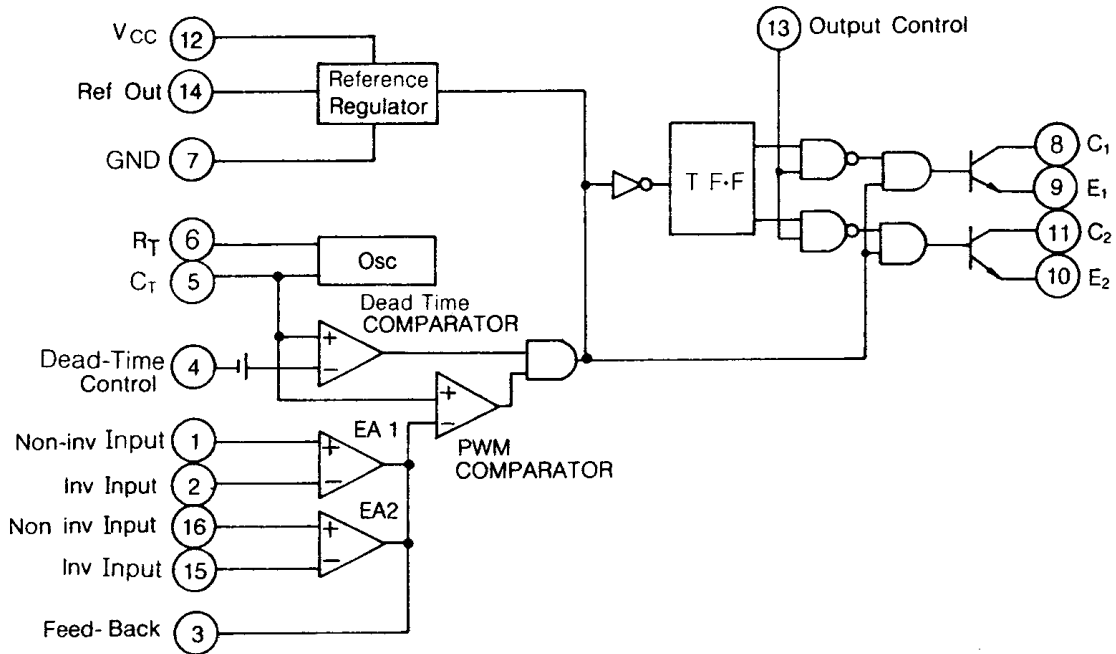 VCC 12
Ref Out 14
GND 7
Reference
Regulator
13 Output Control
T F·F
8 C1
9 E1
11 C2
10 E2
RT 6
CT 5
Osc
Dead Time
COMPARATOR
+
−
Dead-Time
Control
4
+
−
PWM
COMPARATOR
Non-inv Input 1
Inv Input 2
+
−
EA 1
Non inv Input 16
Inv Input 15
+
−
EA2
Feed-Back 3